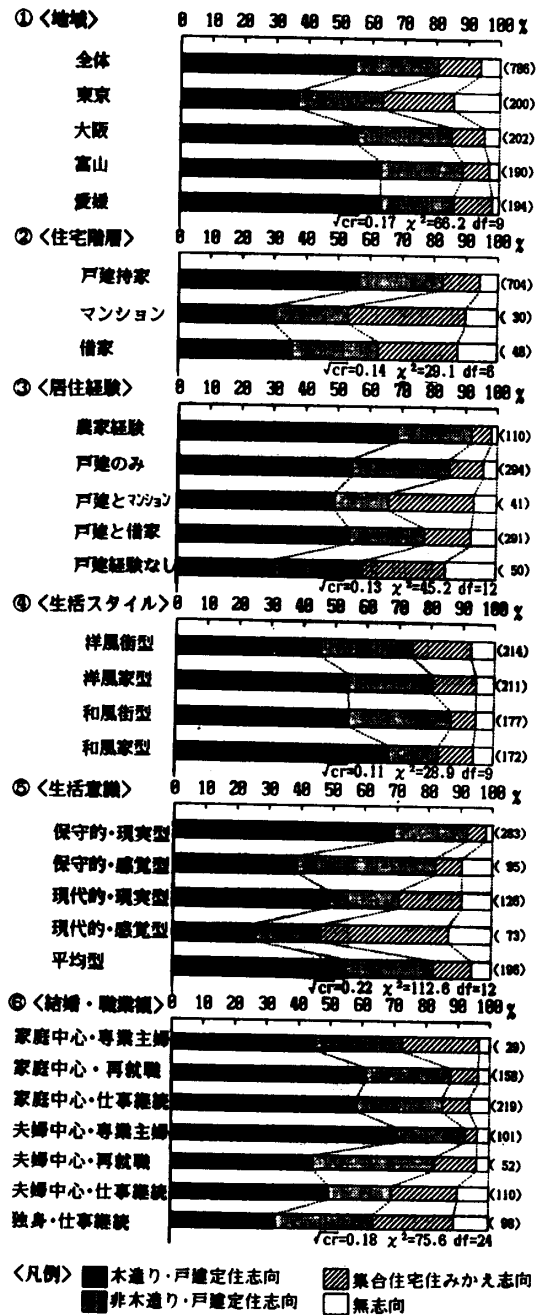 ① 〈地域〉
0 10 20 30 40 50 60 70 80 90 100 %
全体 (786)
東京 (200)
大阪 (202)
富山 (190)
愛媛 (194)
√cr=0.17 χ²=66.2 df=9
② 〈住宅階層〉
0 10 20 30 40 50 60 70 80 90 100 %
戸建持家 (704)
マンション ( 30)
借家 ( 48)
√cr=0.14 χ²=29.1 df=6
③ 〈居住経験〉
0 10 20 30 40 50 60 70 80 90 100 %
農家経験 (110)
戸建のみ (294)
戸建とマンション ( 41)
戸建と借家 (291)
戸建経験なし ( 50)
√cr=0.13 χ²=45.2 df=12
④ 〈生活スタイル〉
0 10 20 30 40 50 60 70 80 90 100 %
洋風街型 (214)
洋風家型 (211)
和風街型 (177)
和風家型 (172)
√cr=0.11 χ²=28.9 df=9
⑤ 〈生活意識〉
0 10 20 30 40 50 60 70 80 90 100 %
保守的・現実型 (283)
保守的・感覚型 ( 95)
現代的・現実型 (126)
現代的・感覚型 ( 73)
平均型 (196)
√cr=0.22 χ²=112.6 df=12
⑥ 〈結婚・職業観〉
0 10 20 30 40 50 60 70 80 90 100 %
家庭中心・専業主婦 ( 29)
家庭中心・再就職 (158)
家庭中心・仕事継続 (219)
夫婦中心・専業主婦 (101)
夫婦中心・再就職 ( 52)
夫婦中心・仕事継続 (110)
独身・仕事継続 ( 98)
√cr=0.18 χ²=75.6 df=24
〈凡例〉 木造り・戸建定住志向 集合住宅住みかえ志向
非木造り・戸建定住志向 無志向